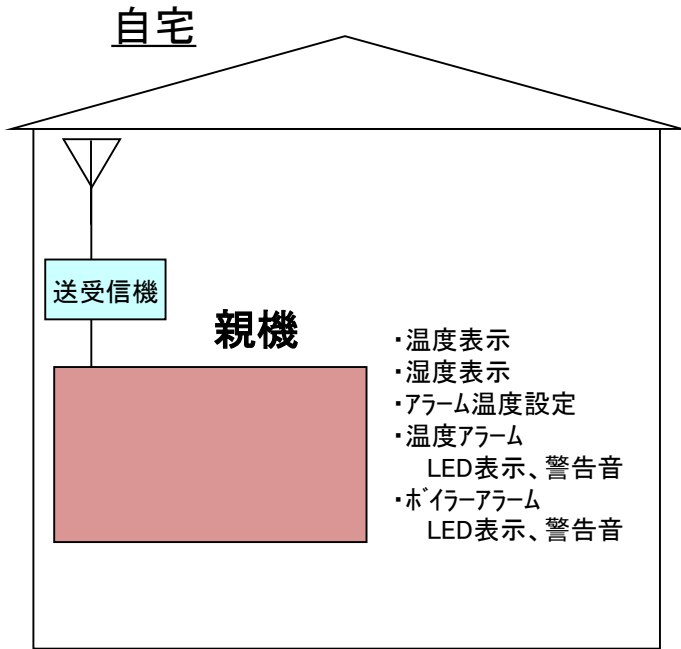 自宅
送受信機
親機
・温度表示
・湿度表示
・ｱﾗｰﾑ温度設定
・温度ｱﾗｰﾑ
LED表示、警告音
・ﾎﾞｲﾗｰｱﾗｰﾑ
LED表示、警告音